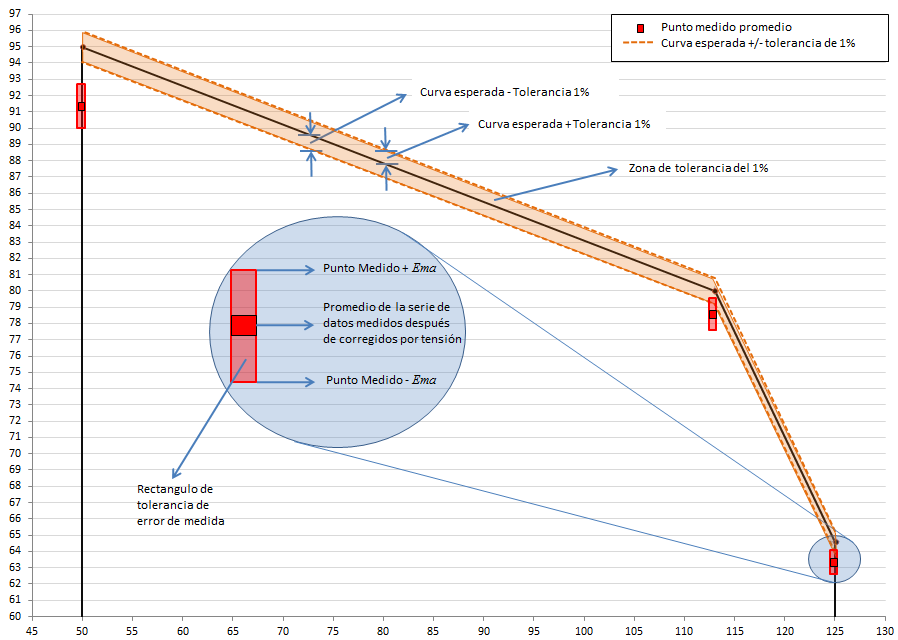 97
96
95
94
93
92
91
90
89
88
87
86
85
84
83
82
81
80
79
78
77
76
75
74
73
72
71
70
69
68
67
66
65
64
63
62
61
60
45 50 55 60 65 70 75 80 85 90 95 100 105 110 115 120 125 130
Punto medido promedio
Curva esperada +/- tolerancia de 1%
Curva esperada - Tolerancia 1%
Curva esperada + Tolerancia 1%
Zona de tolerancia del 1%
Punto Medido + Ema
Promedio de la serie de
datos medidos después
de corregidos por tensión
Punto Medido - Ema
Rectangulo de
tolerancia de
error de medida